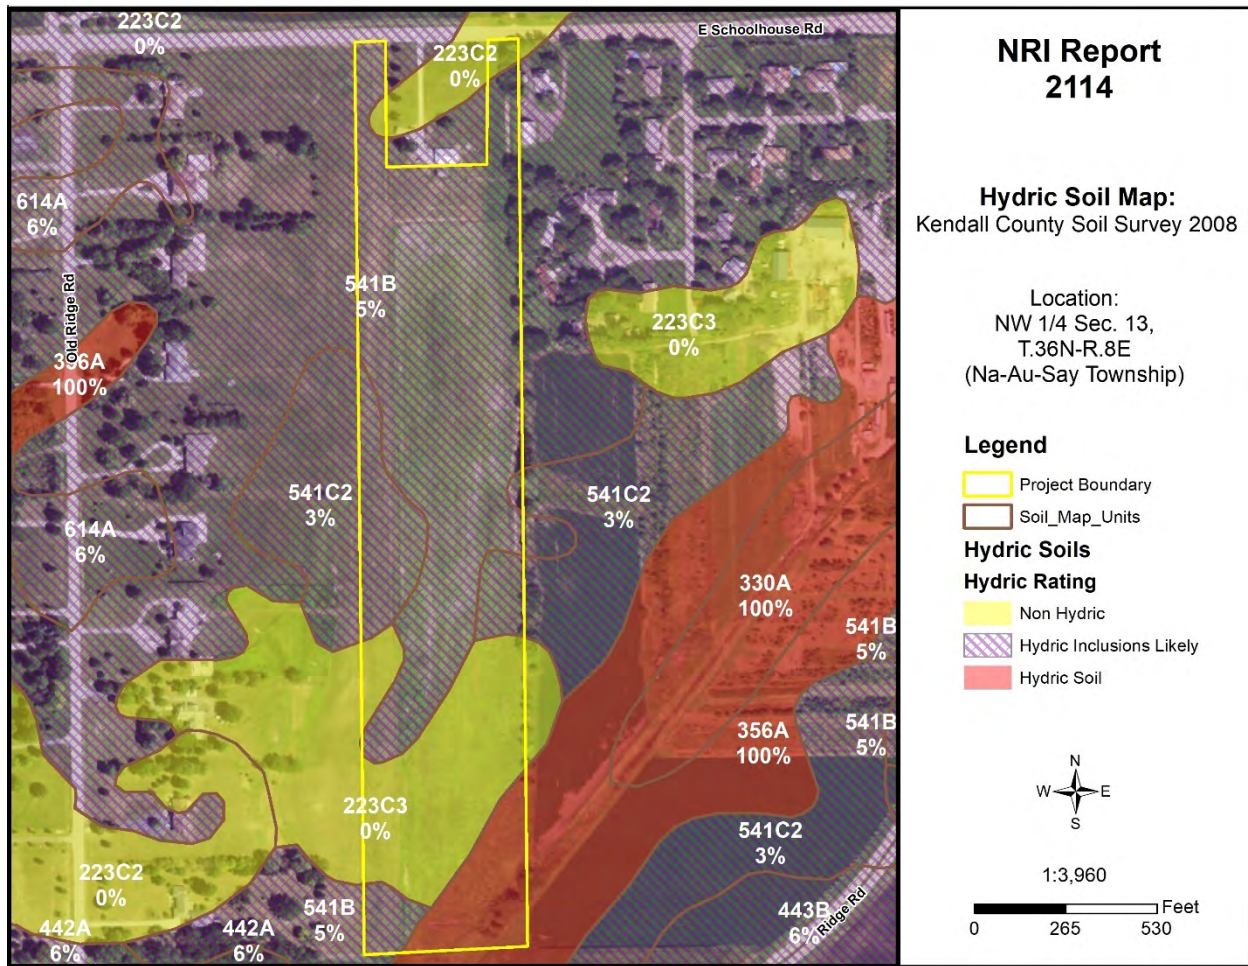 223C2
0%
E Schoolhouse Rd
223C2
0%
614A
6%
Old Ridge Rd
541B
5%
223C3
0%
396A
100%
541C2
3%
541C2
3%
614A
6%
330A
100%
541B
5%
356A
100%
541B
5%
223C3
0%
541C2
3%
223C2
0%
541B
5%
442A
6%
442A
6%
443B
6%
Ridge Rd
NRI Report
2114
Hydric Soil Map:
Kendall County Soil Survey 2008
Location:
NW 1/4 Sec. 13,
T.36N-R.8E
(Na-Au-Say Township)
Legend
Project Boundary
Soil_Map_Units
Hydric Soils
Hydric Rating
Non Hydric
Hydric Inclusions Likely
Hydric Soil
N
W E
S
1:3,960
Feet
0 265 530